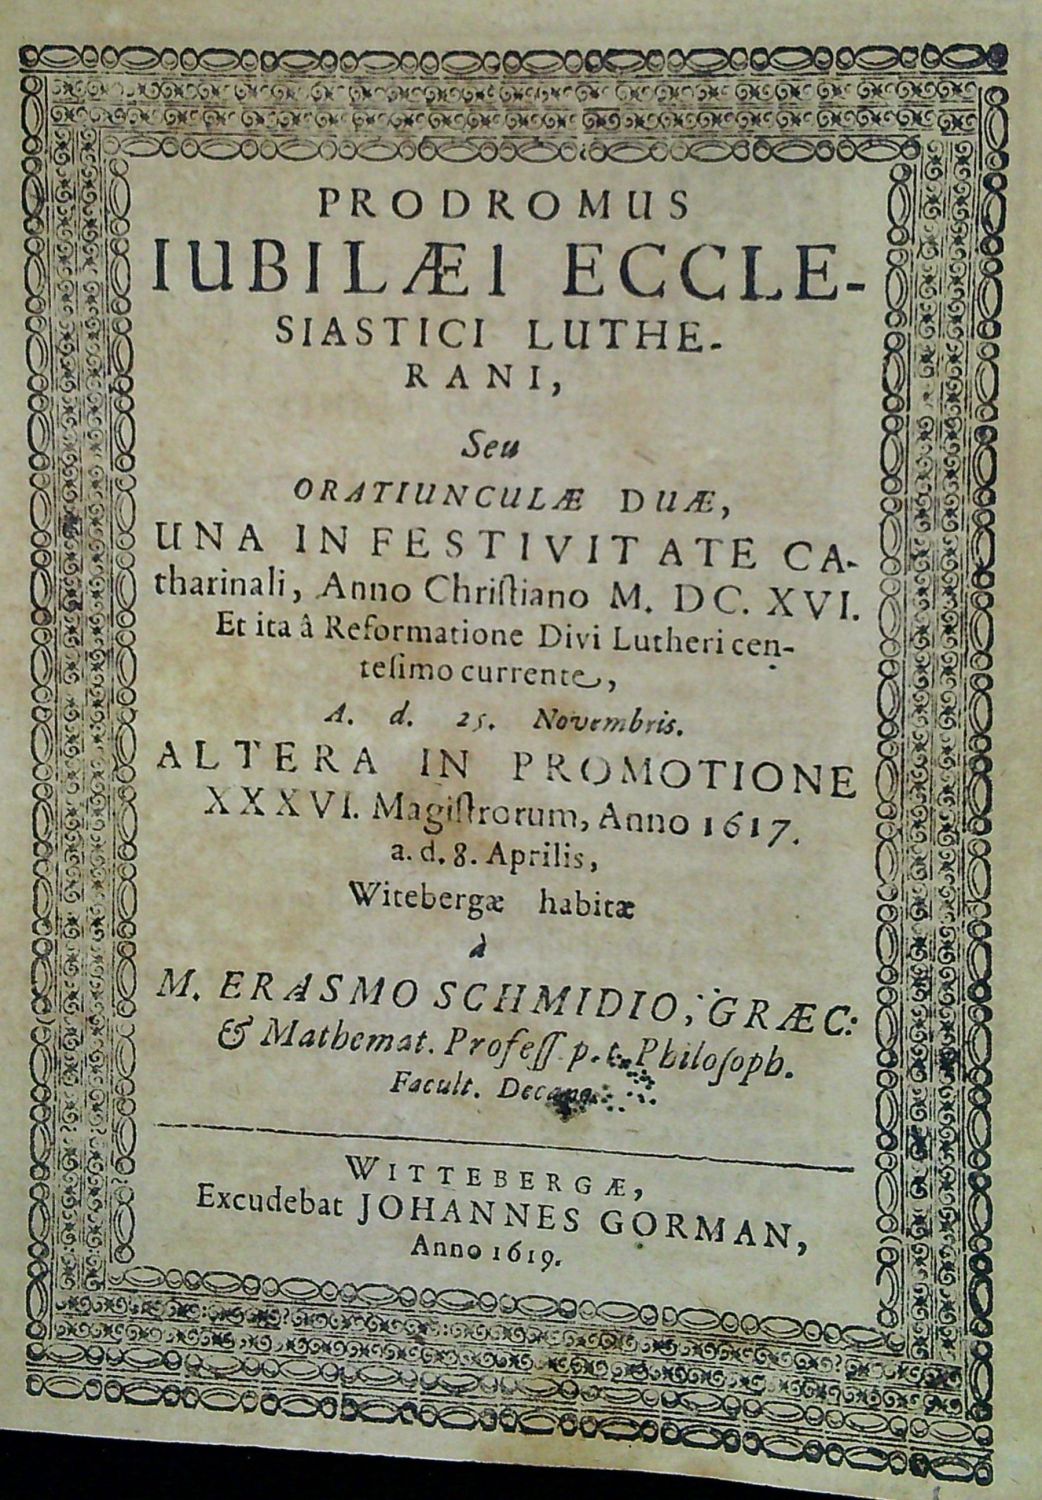 PRODROMUS
IUBILÆI ECCLE-
SIASTICI LUTHE-
RANI,
Seu
ORATIUNCULÆ DUÆ,
UNA IN FESTIVITATE CA-
tharinali, Anno Chriſtiano M. DC. XVI.
Et ita â Reformatione Divi Lutheri cen-
teſimo currente,
A. d. 25. Novembris.
ALTERA IN PROMOTIONE
XXXVI. Magiſtrorum, Anno 1617.
a. d. 8. Aprilis,
Witebergæ habitæ
à
M. ERASMO SCHMIDIO, GRÆC:
& Mathemat. Profeſſ. p. t. Philoſoph.
Facult. Decano.
WITTEBERGÆ,
Excudebat JOHANNES GORMAN,
Anno 1619.